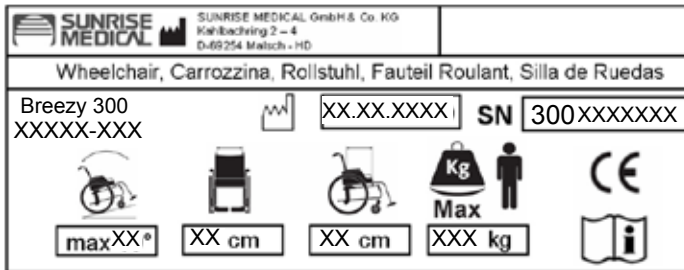 SUNRISE MEDICAL
SUNRISE MEDICAL GmbH & Co. KG
Kahlbachring 2 – 4
D-69254 Malsch - HD
Wheelchair, Carrozzina, Rollstuhl, Fauteil Roulant, Silla de Ruedas
Breezy 300
XXXXX-XXX
XX.XX.XXXX
SN 300XXXXXXX
Kg
Max
CE
maxXX°
XX cm
XX cm
XXX kg
i